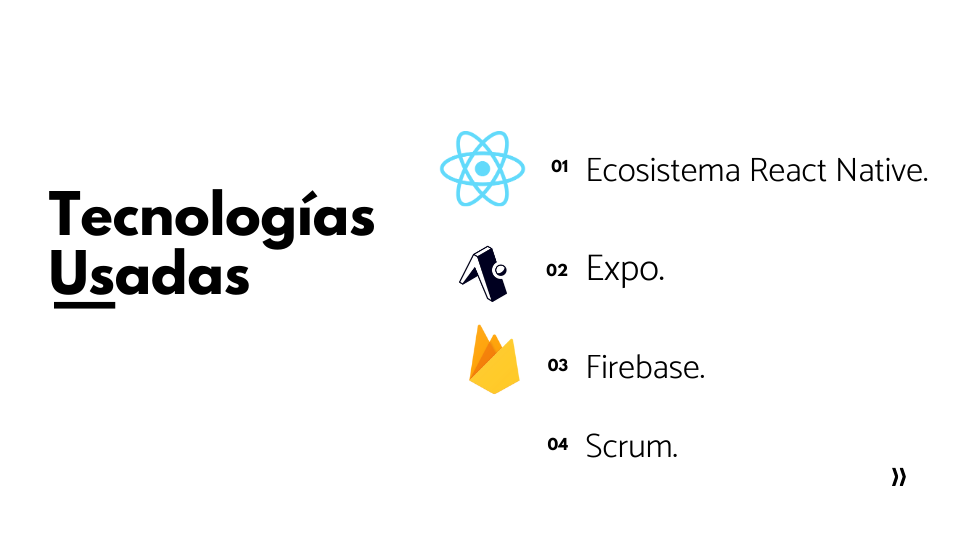 Tecnologías
Usadas
01 Ecosistema React Native.
02 Expo.
03 Firebase.
04 Scrum.
»